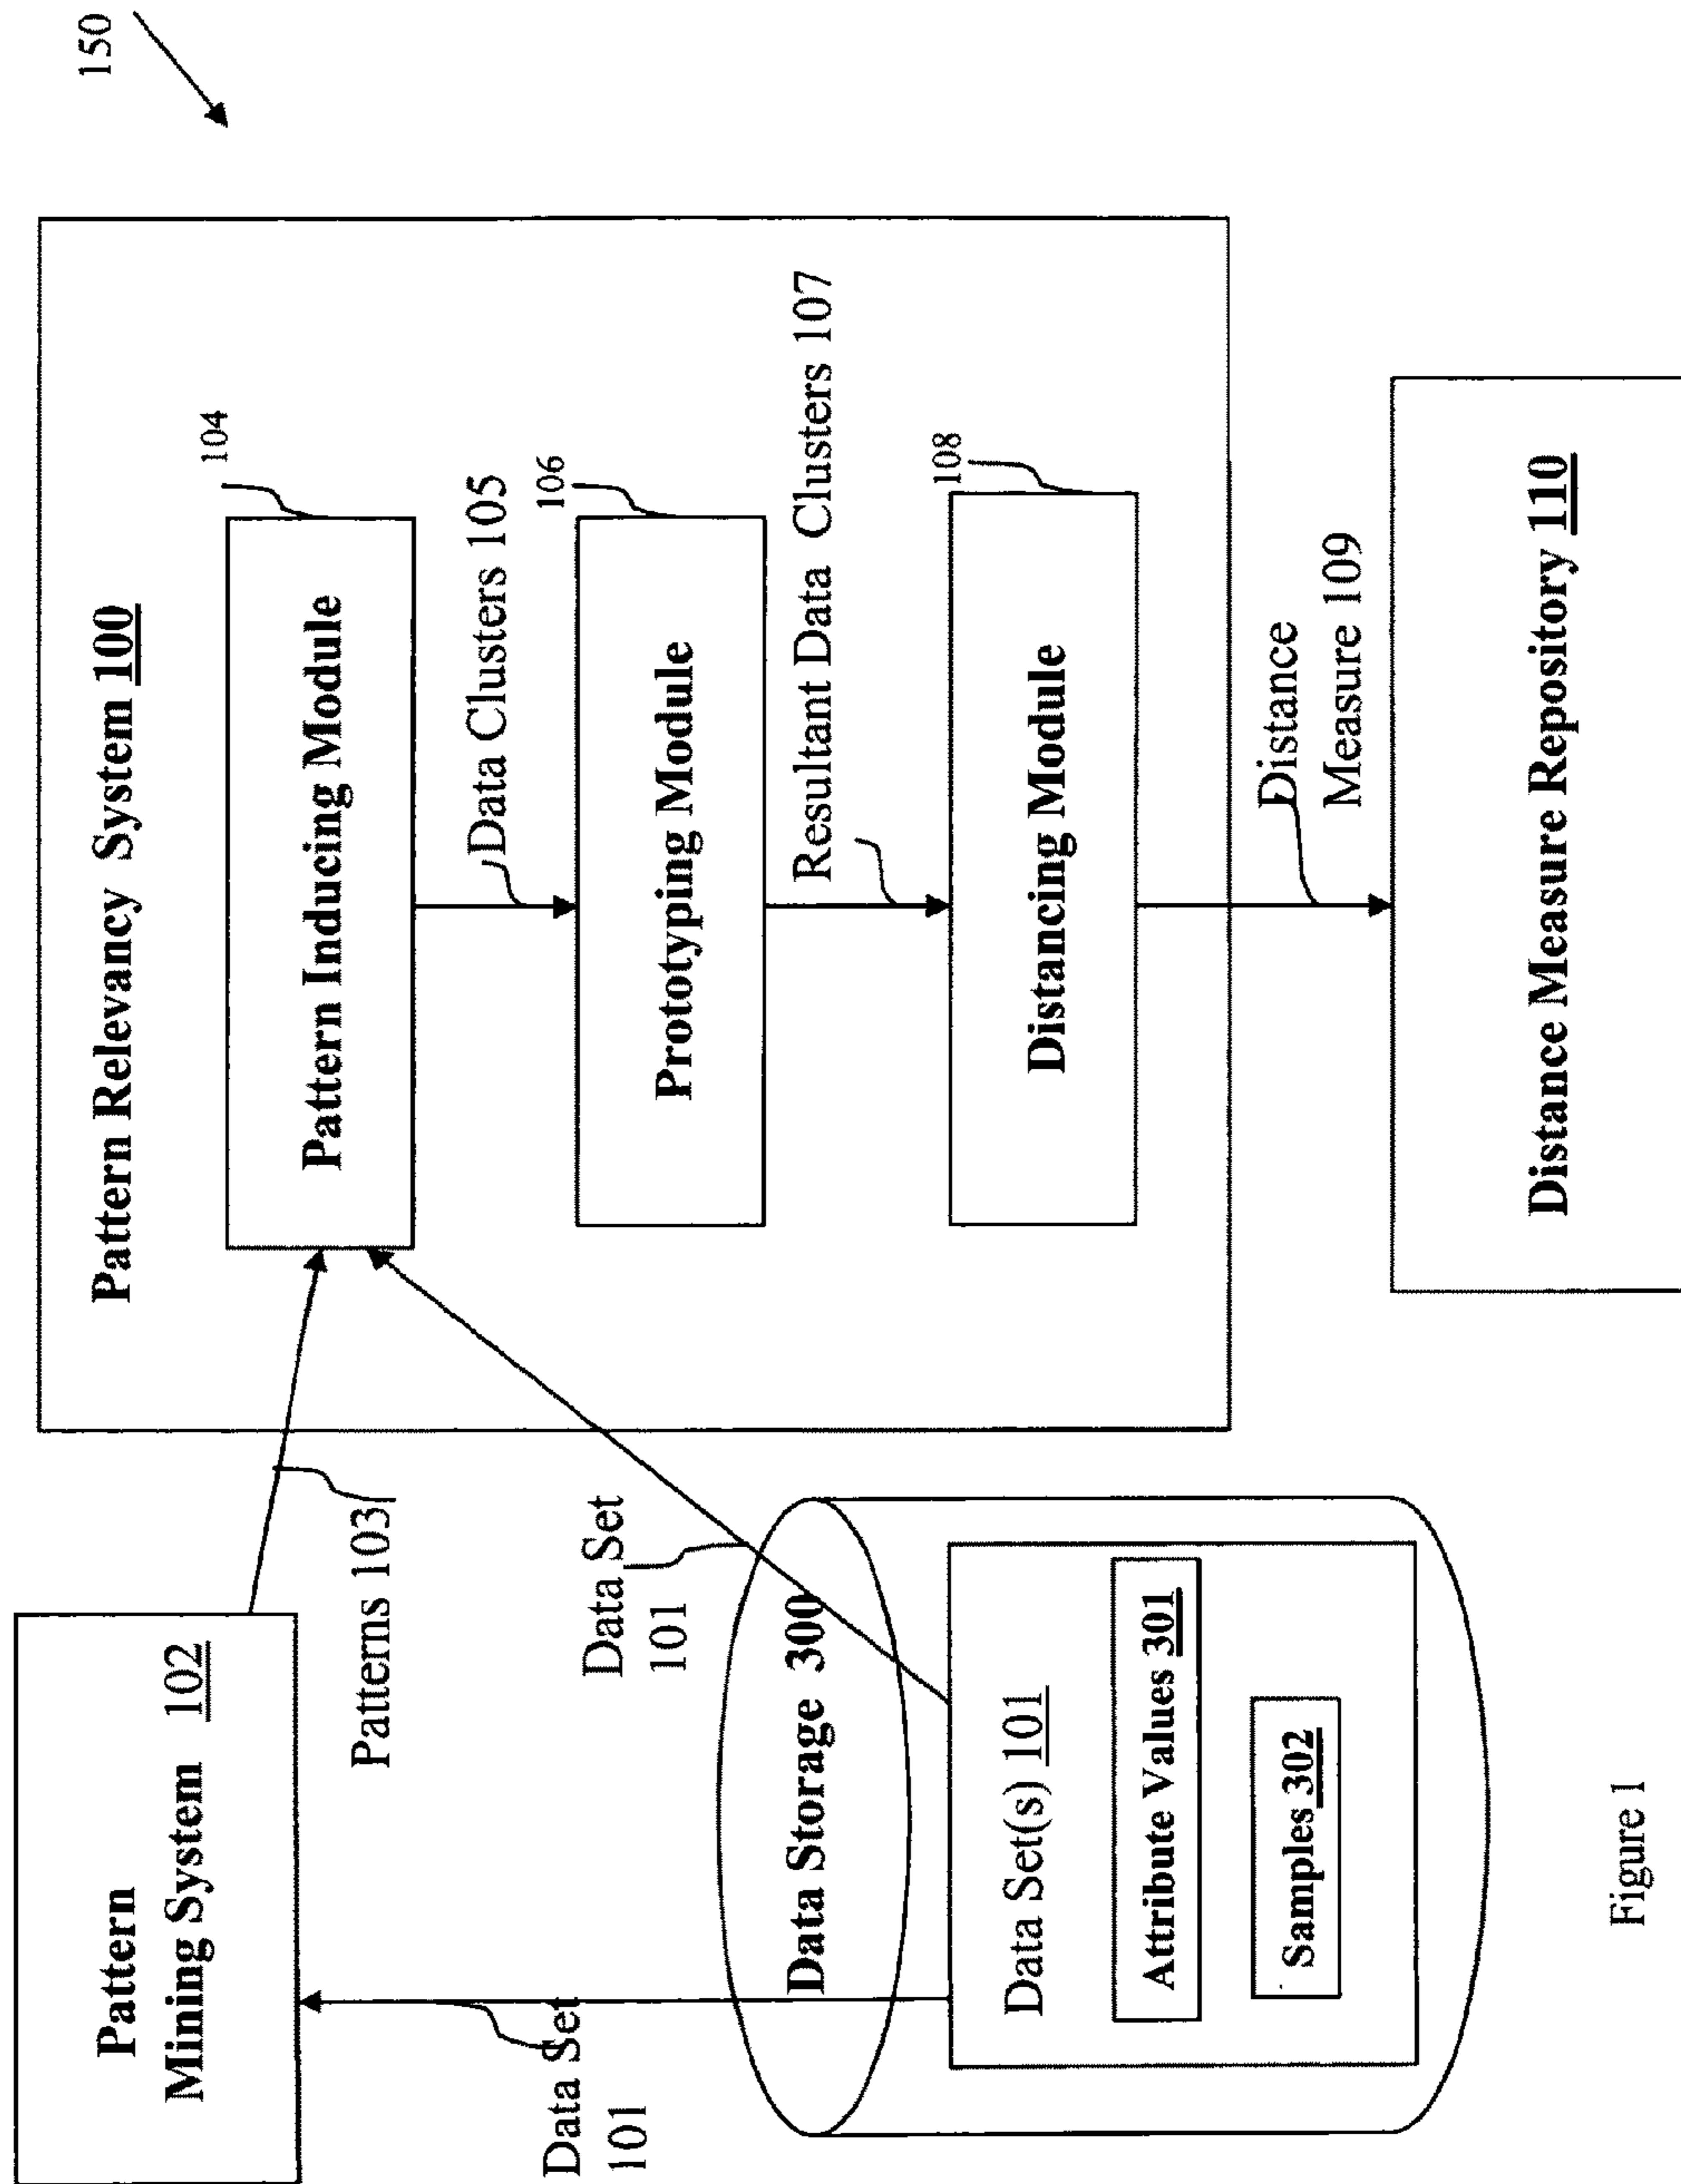 150
Pattern
Mining System 102
Patterns 103
Data Set
101
Data Set
101
Data Storage 300
Data Set(s) 101
Attribute Values 301
Samples 302
Pattern Relevancy System 100
104
Pattern Inducing Module
Data Clusters 105
106
Prototyping Module
Resultant Data Clusters 107
108
Distancing Module
Distance
Measure 109
Distance Measure Repository 110
Figure 1